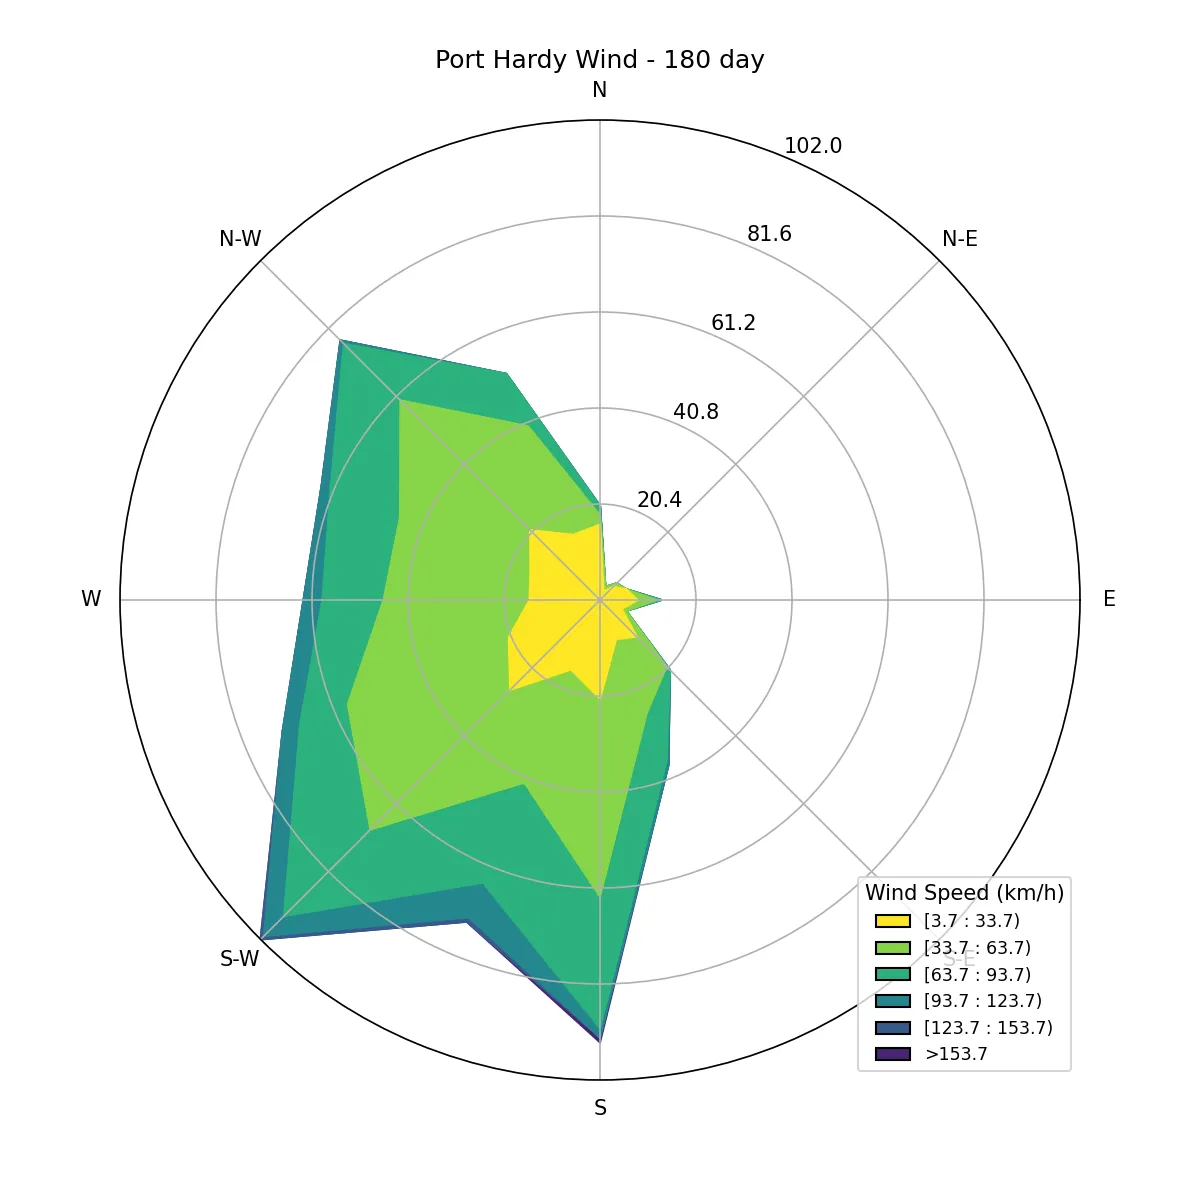 Port Hardy Wind - 180 day
N
102.0
81.6
N-W
N-E
61.2
40.8
20.4
W
E
Wind Speed (km/h)
[3.7 : 33.7)
[33.7 : 63.7)
S-W
S-E
[63.7 : 93.7)
[93.7 : 123.7)
[123.7 : 153.7)
>153.7
S